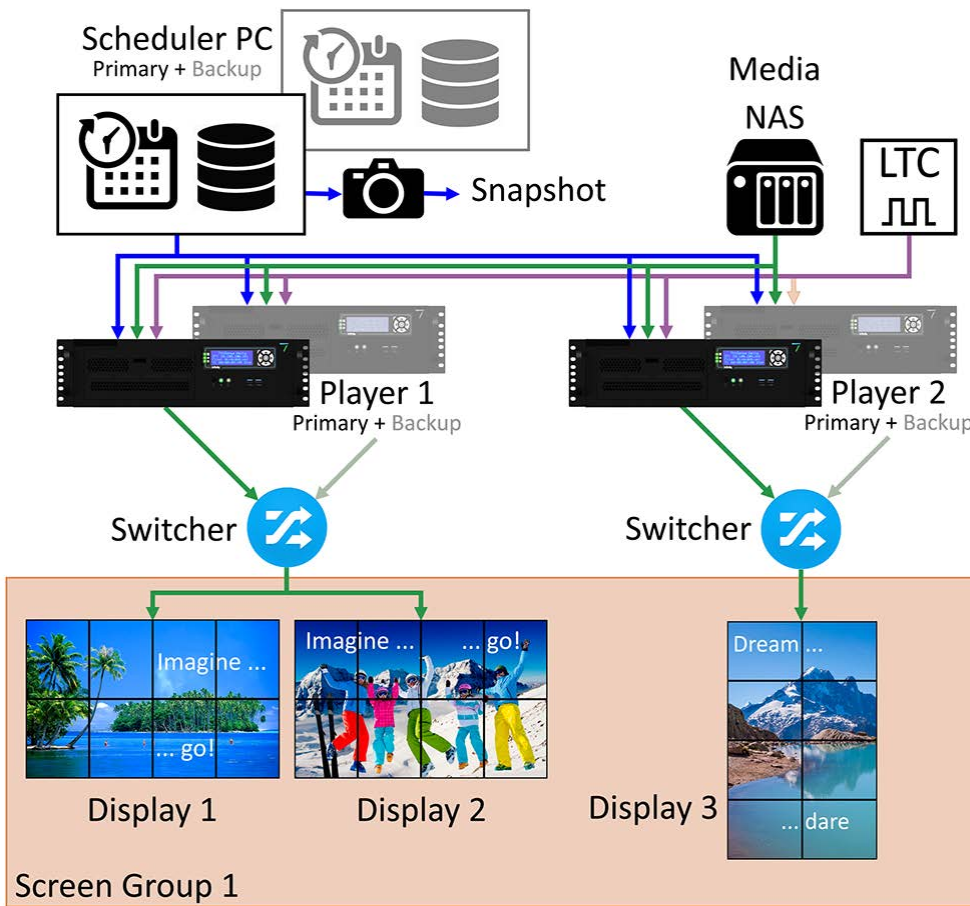 Scheduler PC
Primary + Backup
Media
NAS
LTC
Snapshot
Player 1
Primary + Backup
Player 2
Primary + Backup
Switcher
Switcher
Imagine ...
... go!
Imagine ...
... go!
Dream ...
... dare
Display 1
Display 2
Display 3
Screen Group 1